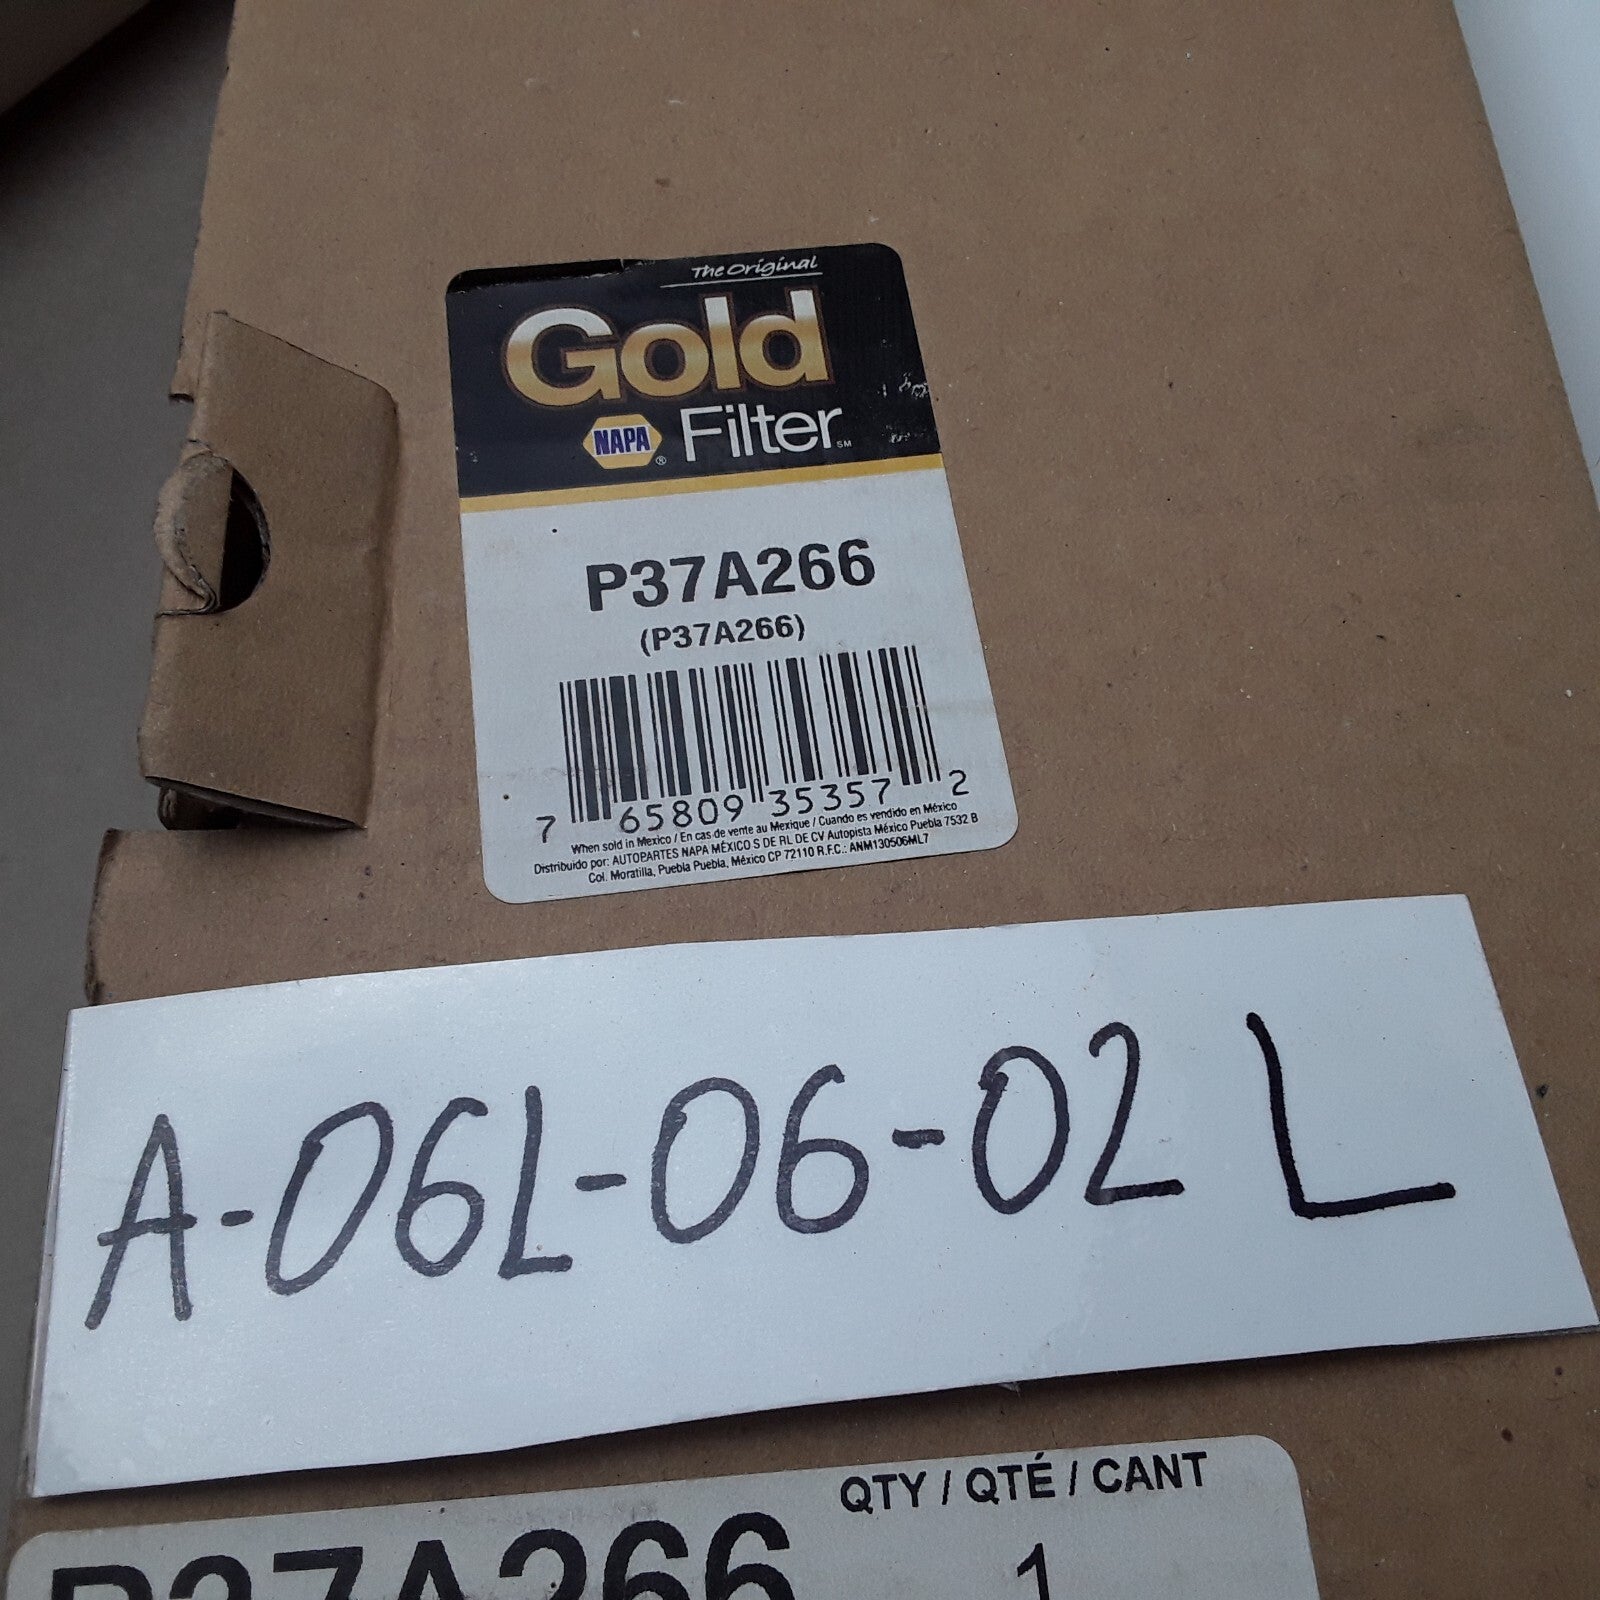 The Original
Gold
NAPA® Filter SM
P37A266
(P37A266)
7 65809 35357 2
When sold in Mexico / En cas de vente au Mexique / Cuando es vendido en México
Distribuido por: AUTOPARTES NAPA MÉXICO S DE RL DE CV Autopista México Puebla 7532 B
Col. Moratilla, Puebla Puebla, México CP 72110 R.F.C.: ANM130506ML7
A-06L-06-02 L
QTY / QTÉ / CANT
P37A266 1